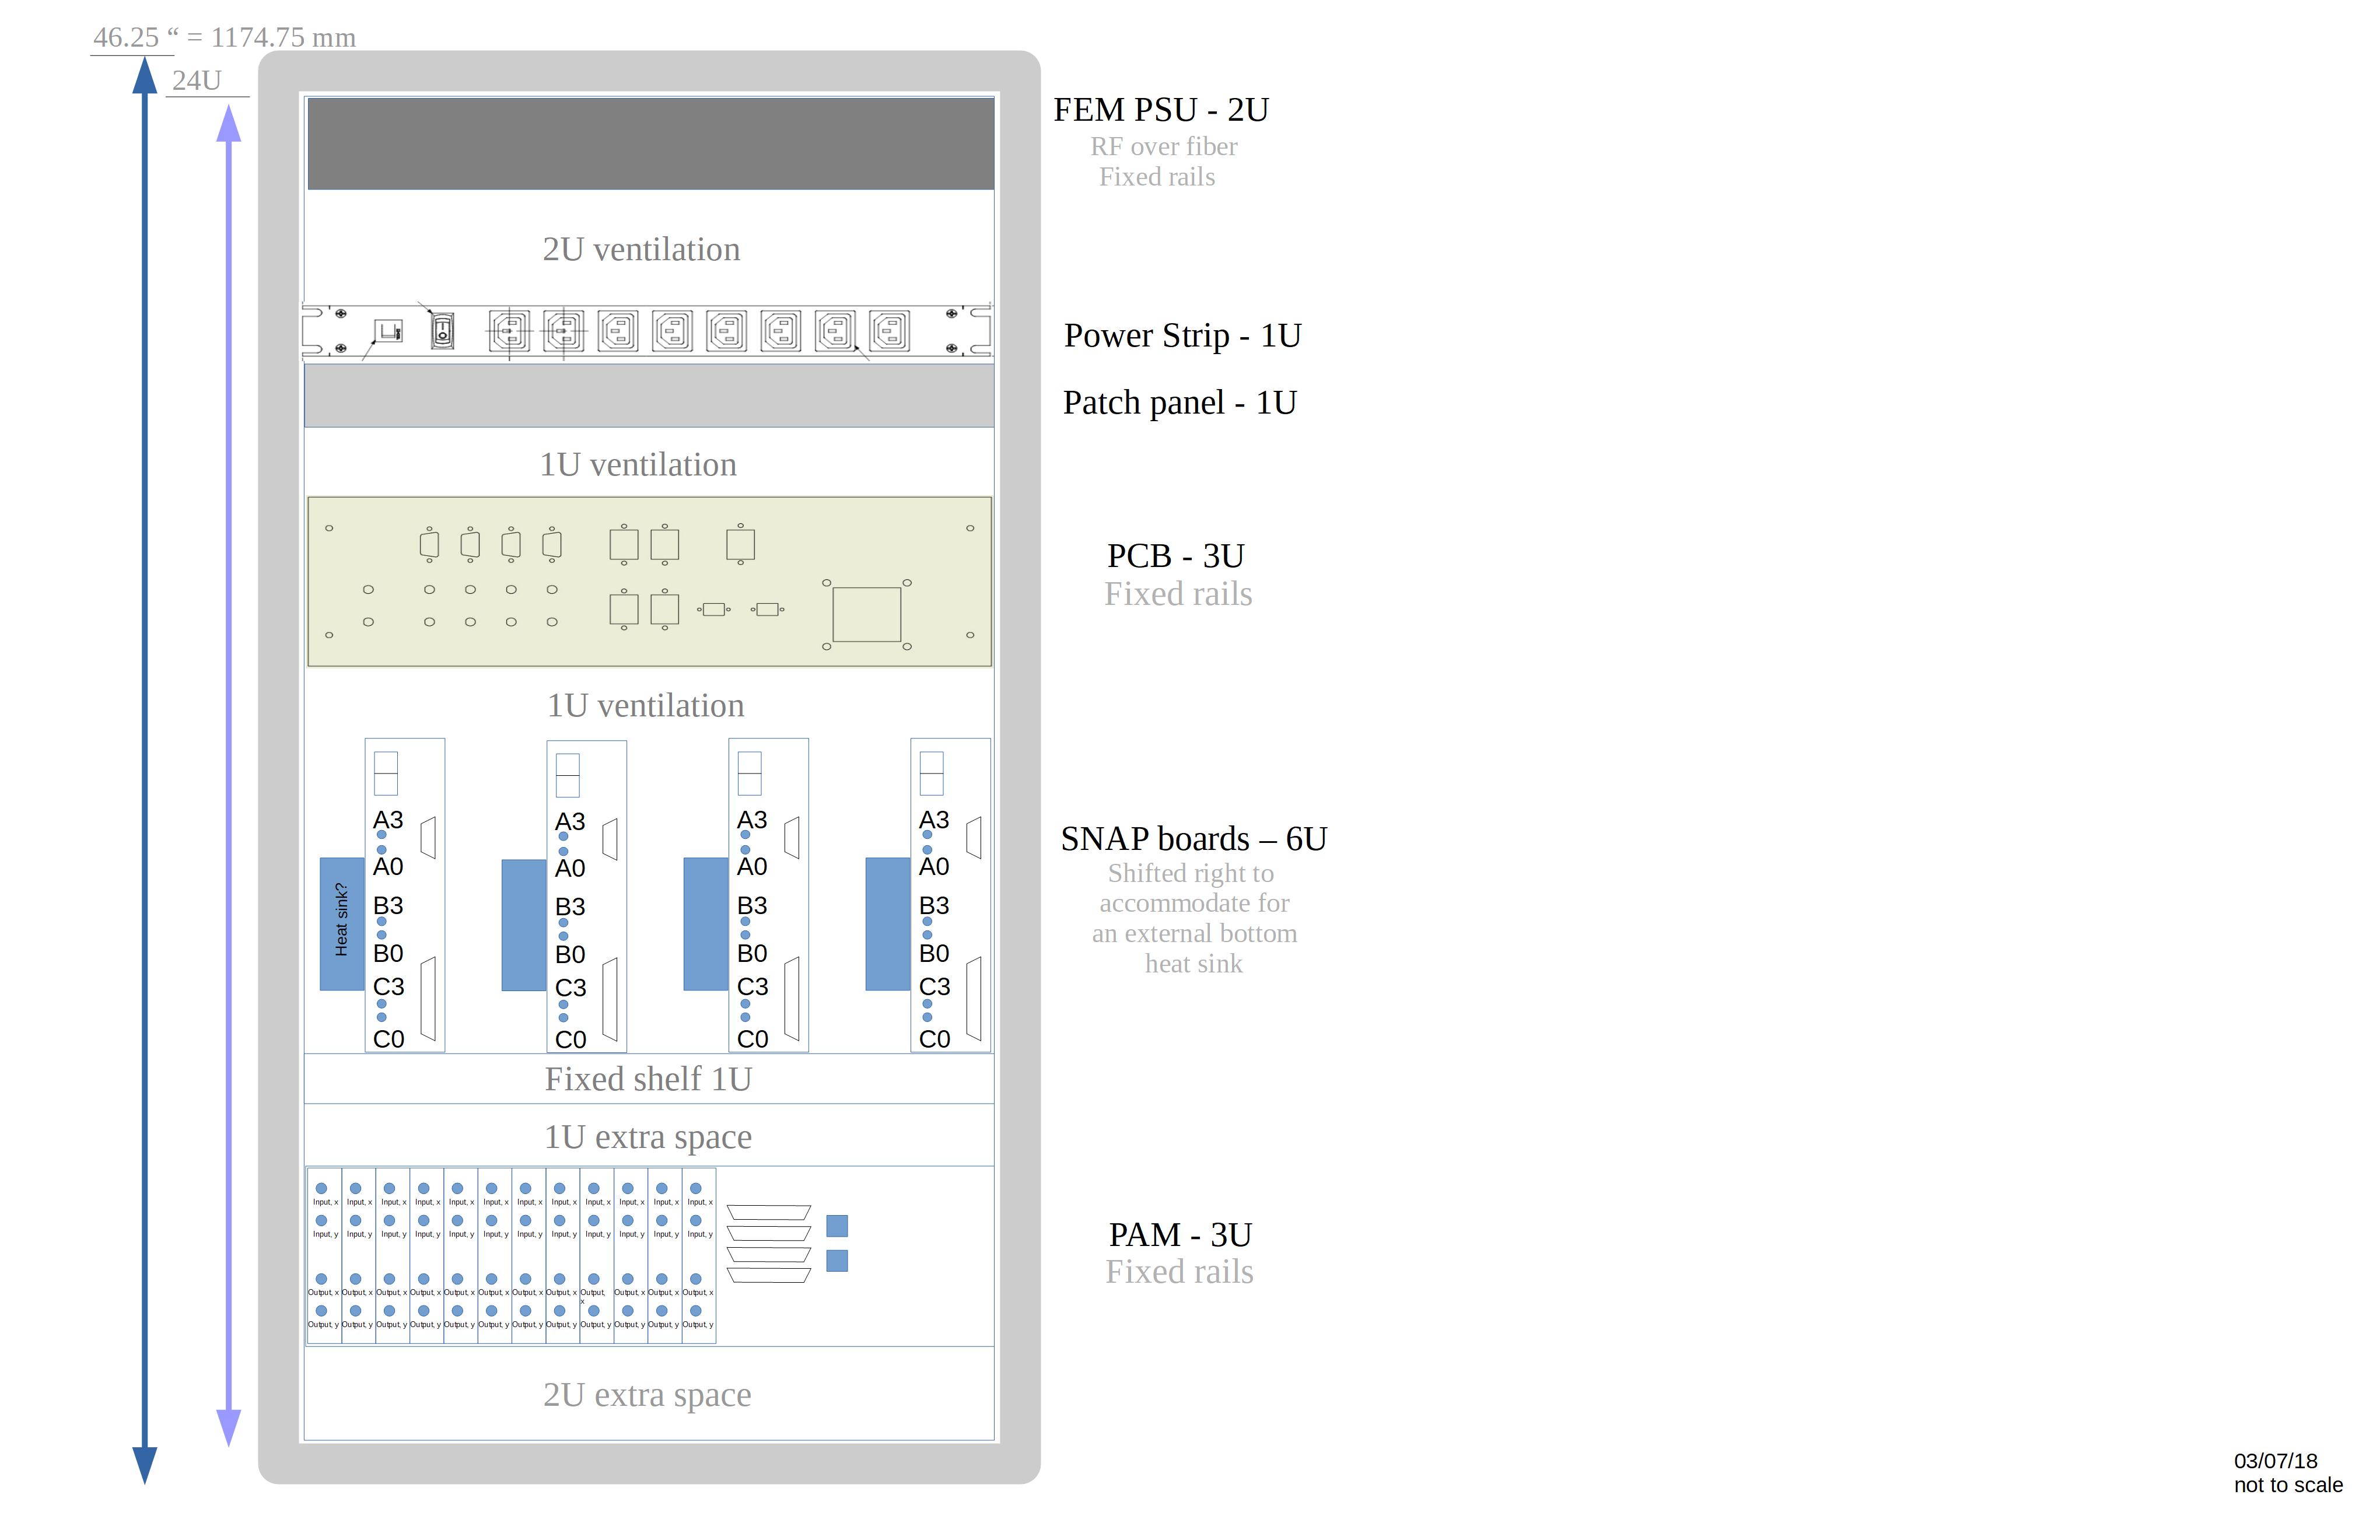 46.25 “ = 1174.75 mm
24U
FEM PSU - 2U
RF over fiber
Fixed rails
2U ventilation
Power Strip - 1U
Patch panel - 1U
1U ventilation
PCB - 3U
Fixed rails
1U ventilation
A3 A3 A3 A3
A0 A0 A0 A0
B3 B3 B3 B3
B0 B0 B0 B0
C3 C3 C3 C3
C0 C0 C0 C0
Heat sink?
SNAP boards – 6U
Shifted right to
accommodate for
an external bottom
heat sink
Fixed shelf 1U
1U extra space
Input, x Input, x Input, x Input, x Input, x Input, x Input, x Input, x Input, x Input, x Input, x Input, x
Input, y Input, y Input, y Input, y Input, y Input, y Input, y Input, y Input, y Input, y Input, y Input, y
Output, x Output, x Output, x Output, x Output, x Output, x Output, x Output, x Output, x Output, x Output, x Output, x
Output, y Output, y Output, y Output, y Output, y Output, y Output, y Output, y Output, y Output, y Output, y Output, y
PAM - 3U
Fixed rails
2U extra space
03/07/18
not to scale